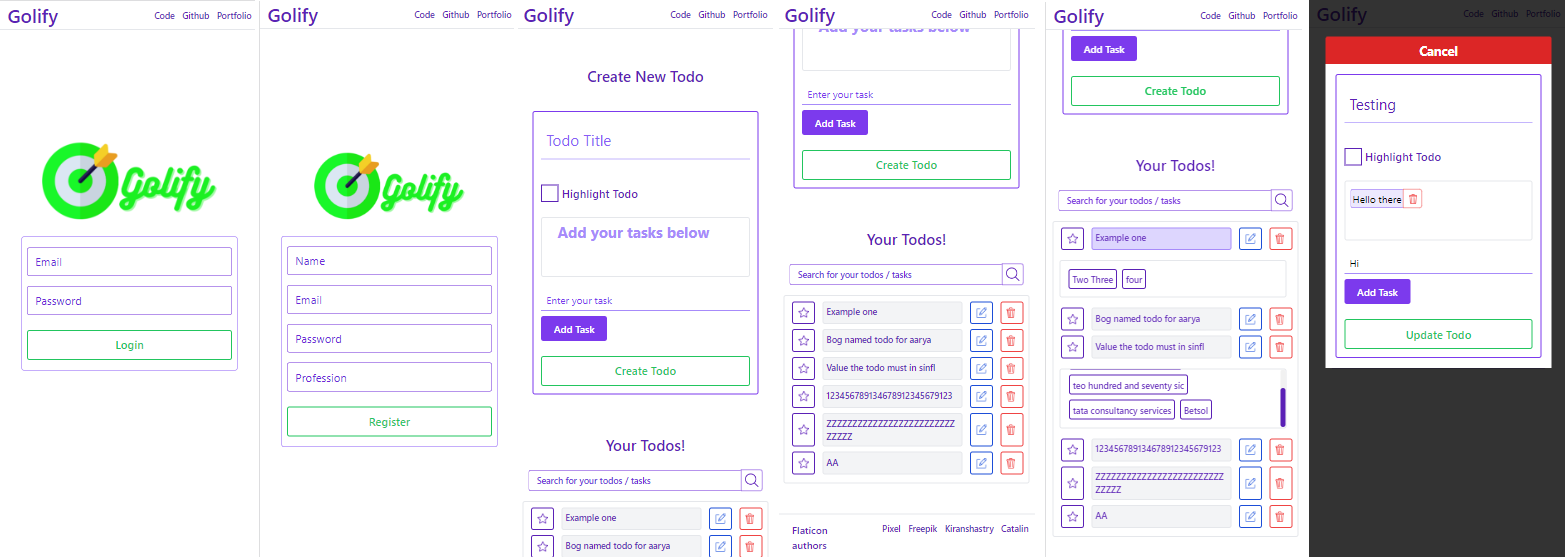 Golify
Code Github Portfolio
Golify
Email
Password
Login
Golify
Code Github Portfolio
Golify
Name
Email
Password
Profession
Register
Golify
Code Github Portfolio
Create New Todo
Todo Title
Highlight Todo
Add your tasks below
Enter your task
Add Task
Create Todo
Your Todos!
Search for your todos / tasks
Example one
Bog named todo for aarya
Golify
Code Github Portfolio
Add your tasks below
Enter your task
Add Task
Create Todo
Your Todos!
Search for your todos / tasks
Example one
Bog named todo for aarya
Value the todo must in sinfl
123456789134678912345679123
ZZZZZZZZZZZZZZZZZZZZZZZZZ
ZZZZZ
AA
Flaticon
authors
Pixel Freepik Kiranshastry Catalin
Golify
Code Github Portfolio
Add Task
Create Todo
Your Todos!
Search for your todos / tasks
Example one
Two Three four
Bog named todo for aarya
Value the todo must in sinfl
teo hundred and seventy sic
tata consultancy services Betsol
123456789134678912345679123
ZZZZZZZZZZZZZZZZZZZZZZZZZ
ZZZZZ
AA
Golify
Code Github Portfolio
Cancel
Testing
Highlight Todo
Hello there
Hi
Add Task
Update Todo